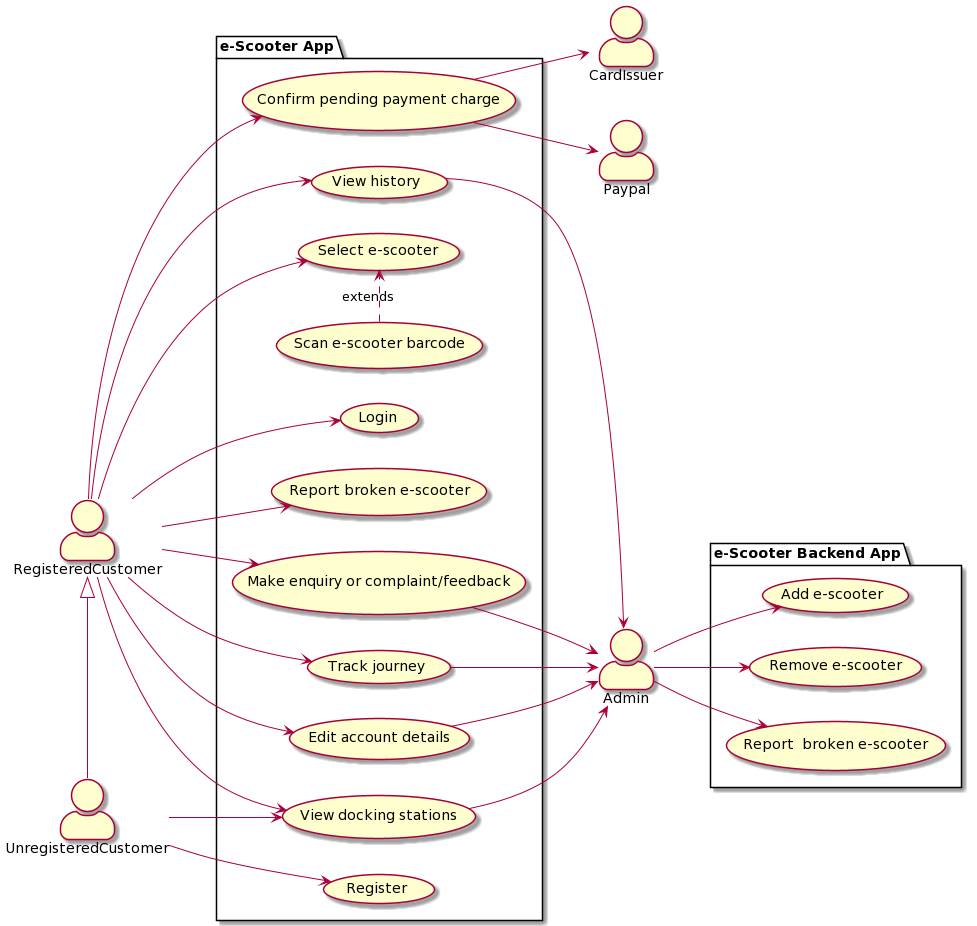 e-Scooter App
Confirm pending payment charge
View history
Select e-scooter
extends
Scan e-scooter barcode
Login
Report broken e-scooter
Make enquiry or complaint/feedback
Track journey
Edit account details
View docking stations
Register
RegisteredCustomer
UnregisteredCustomer
CardIssuer
Paypal
Admin
e-Scooter Backend App
Add e-scooter
Remove e-scooter
Report  broken e-scooter